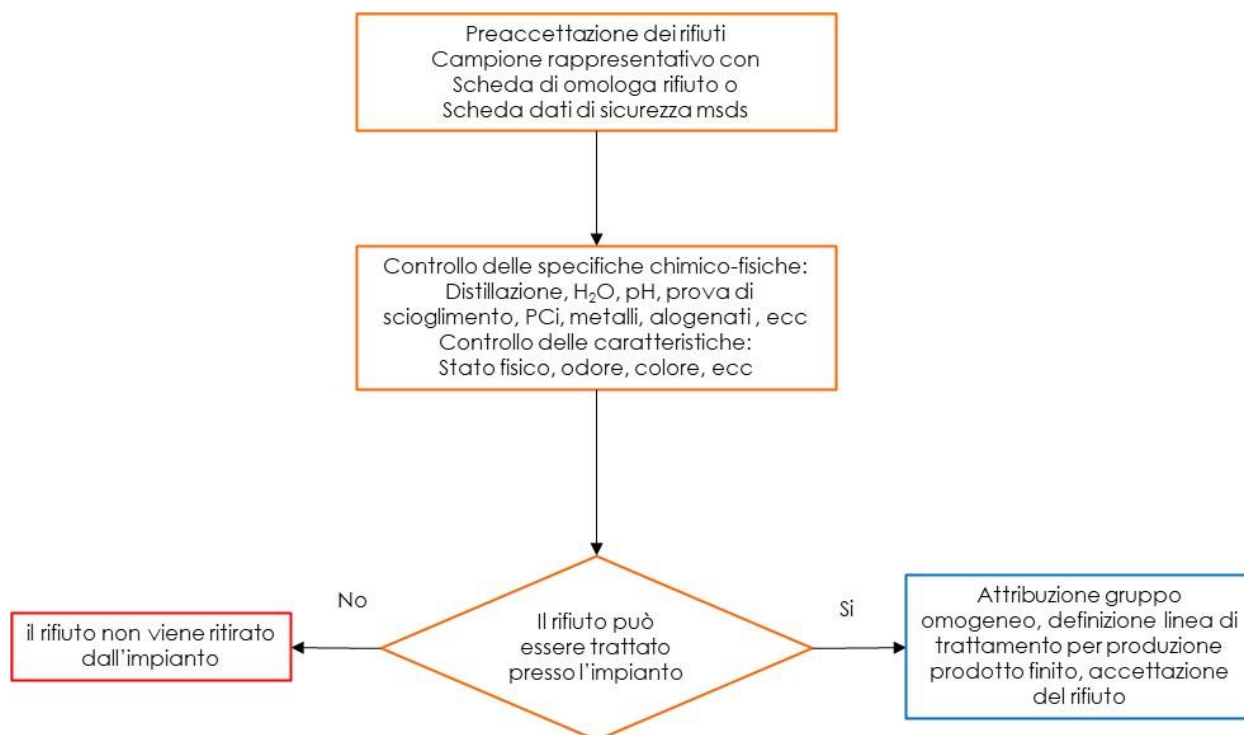 Preaccettazione dei rifiuti
Campione rappresentativo con
Scheda di omologa rifiuto o
Scheda dati di sicurezza msds
Controllo delle specifiche chimico-fisiche:
Distillazione, H₂O, pH, prova di
scioglimento, PCi, metalli, alogenati , ecc
Controllo delle caratteristiche:
Stato fisico, odore, colore, ecc
No
Si
il rifiuto non viene ritirato
dall'impianto
Il rifiuto può
essere trattato
presso l'impianto
Attribuzione gruppo
omogeneo, definizione linea di
trattamento per produzione
prodotto finito, accettazione
del rifiuto